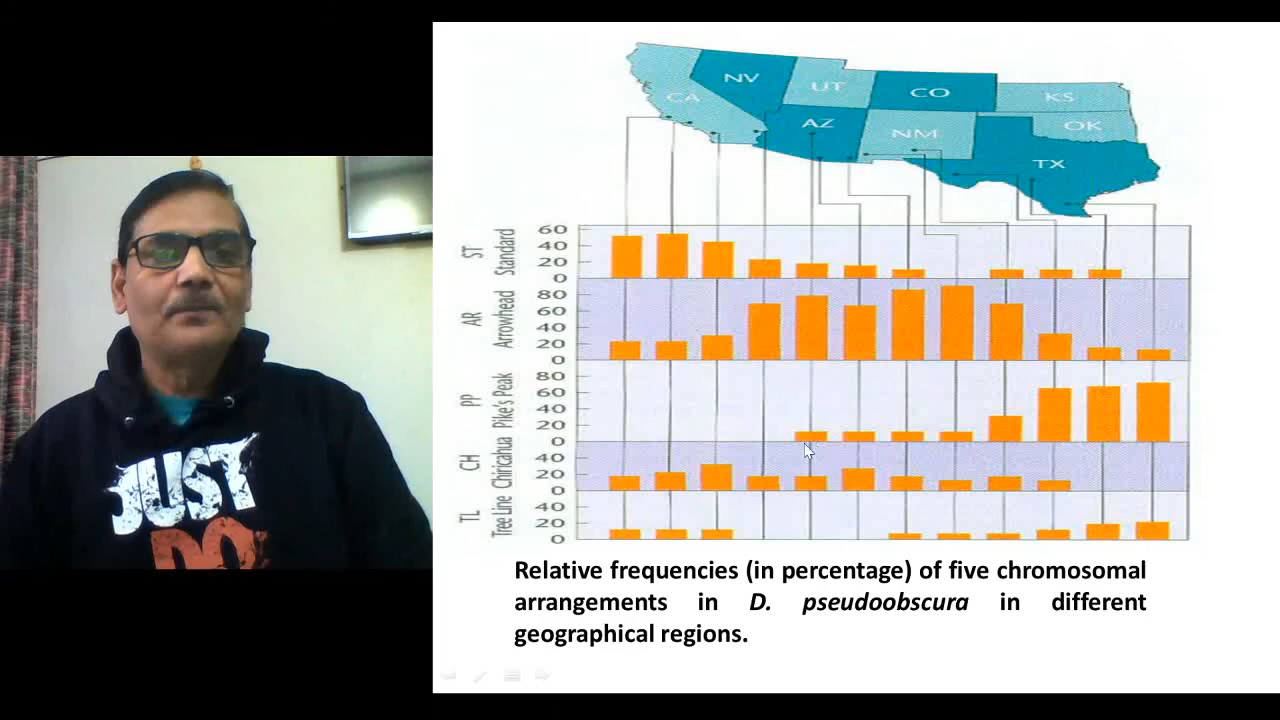 NV
UT
CO
KS
CA
AZ
NM
OK
TX
ST
Standard
60
40
20
0
AR
Arrowhead
80
60
40
20
0
PP
Pike's Peak
80
60
40
20
0
CH
Chiricahua
40
20
0
TL
Tree Line
40
20
0
JUST
DO
Relative frequencies (in percentage) of five chromosomal
arrangements in D. pseudoobscura in different
geographical regions.